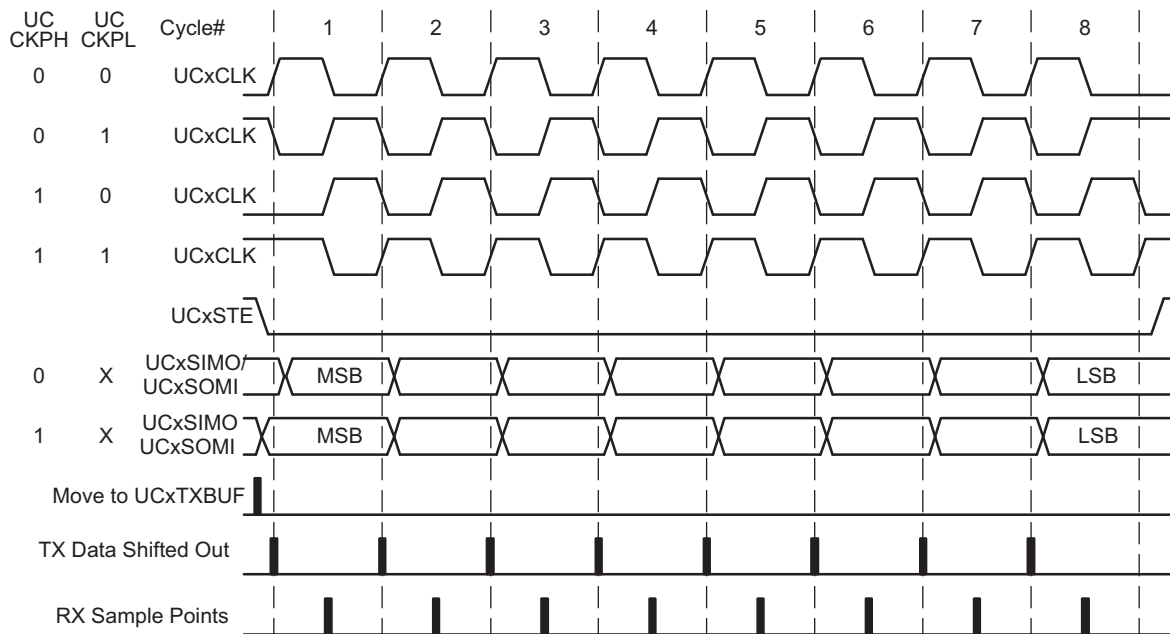 UC CKPH UC CKPL Cycle# 1 2 3 4 5 6 7 8
0 0 UCxCLK
0 1 UCxCLK
1 0 UCxCLK
1 1 UCxCLK
UCxSTE
0 X UCxSIMO/ UCxSOMI MSB LSB
1 X UCxSIMO UCxSOMI MSB LSB
Move to UCxTXBUF
TX Data Shifted Out
RX Sample Points